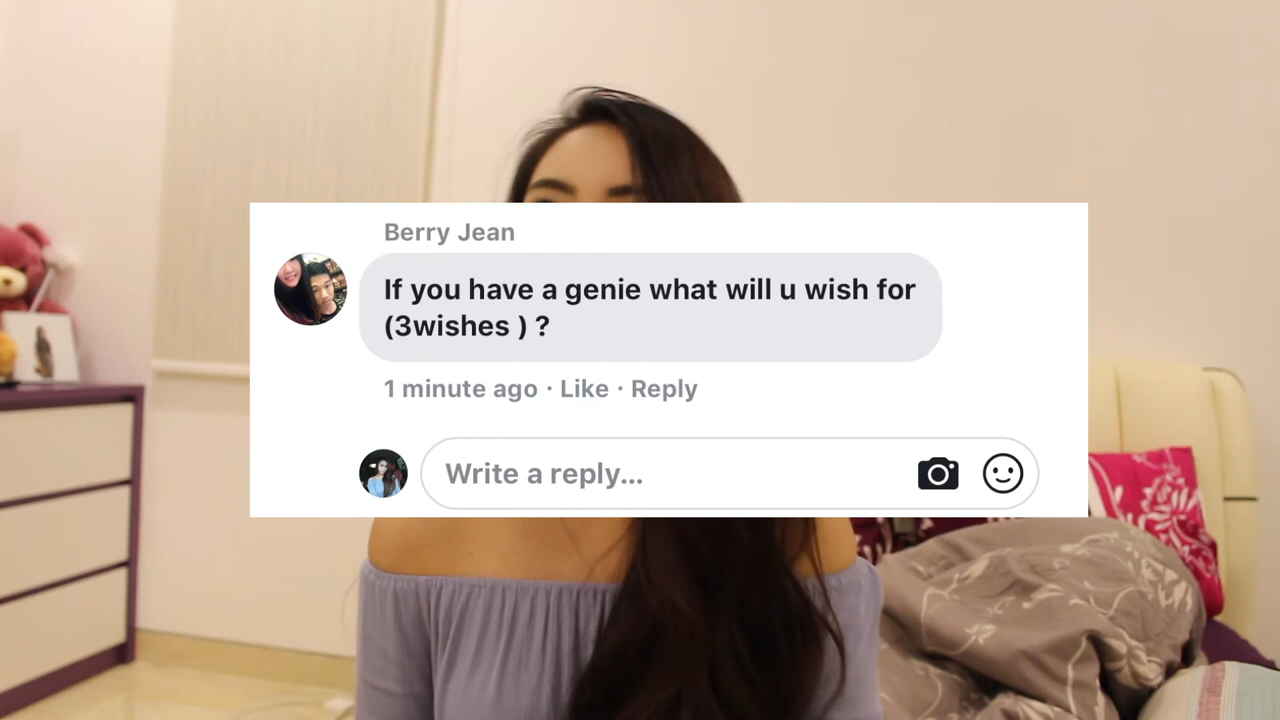 Berry Jean
If you have a genie what will u wish for
(3wishes ) ?
1 minute ago · Like · Reply
Write a reply...